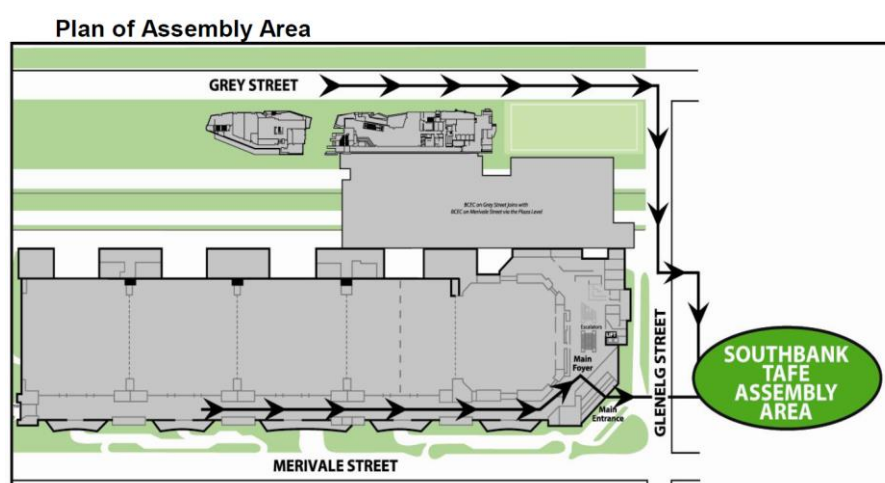 Plan of Assembly Area
GREY STREET
BCEC on Grey Street Joins with
BCEC on Merivale Street via the Plaza Level
Escalators
Main
Foyer
Main
Entrance
GLENELG STREET
SOUTHBANK
TAFE
ASSEMBLY
AREA
MERIVALE STREET